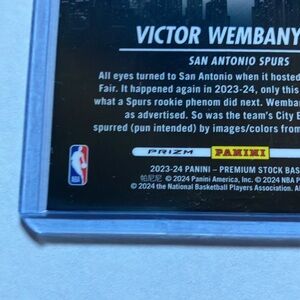 VICTOR WEMBANY
SAN ANTONIO SPURS
All eyes turned to San Antonio when it hosted
Fair. It happened again in 2023-24, only this
what a Spurs rookie phenom did next. Wemban
as advertised. So was the team's City E
spurred (pun intended) by images/colors from
PRIZM PANINI
NBA
2023-24 PANINI – PREMIUM STOCK BAS
帕尼尼 © 2024 Panini America, Inc. © 2024 NBA P
© 2024 the National Basketball Players Association. A